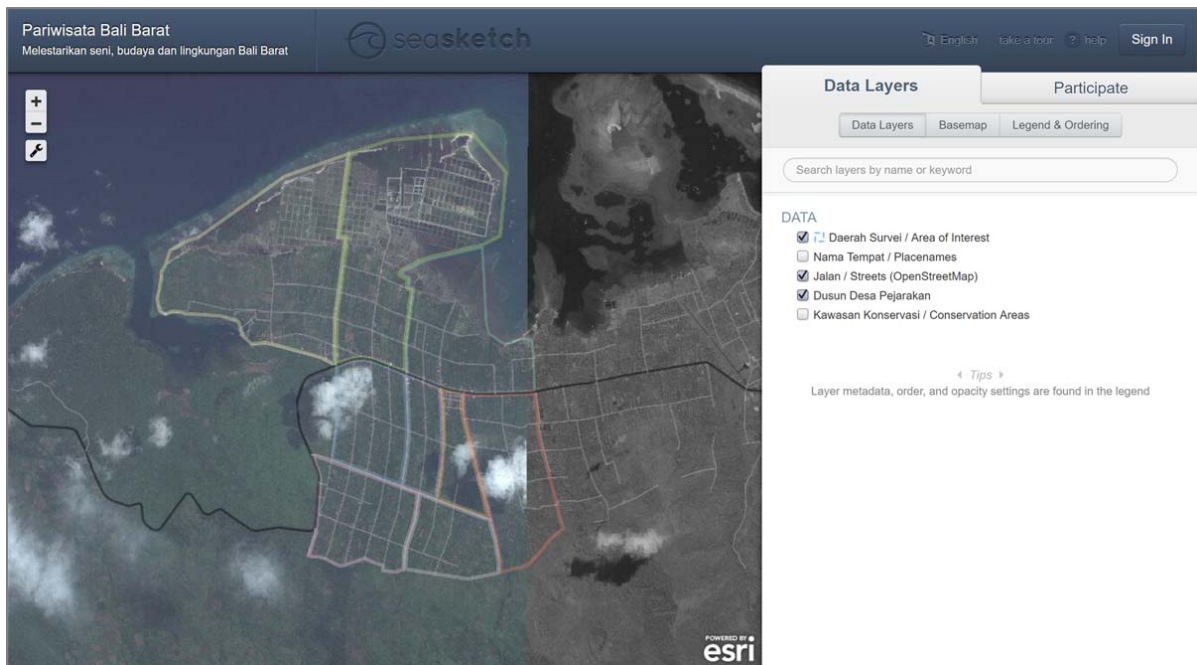 Pariwisata Bali Barat
Melestarikan seni, budaya dan lingkungan Bali Barat
seasketch
English take a tour ? help Sign In
+
−
Data Layers Participate
Data Layers Basemap Legend & Ordering
Search layers by name or keyword
DATA
Daerah Survei / Area of Interest
Nama Tempat / Placenames
Jalan / Streets (OpenStreetMap)
Dusun Desa Pejarakan
Kawasan Konservasi / Conservation Areas
Tips
Layer metadata, order, and opacity settings are found in the legend
POWERED BY
esri